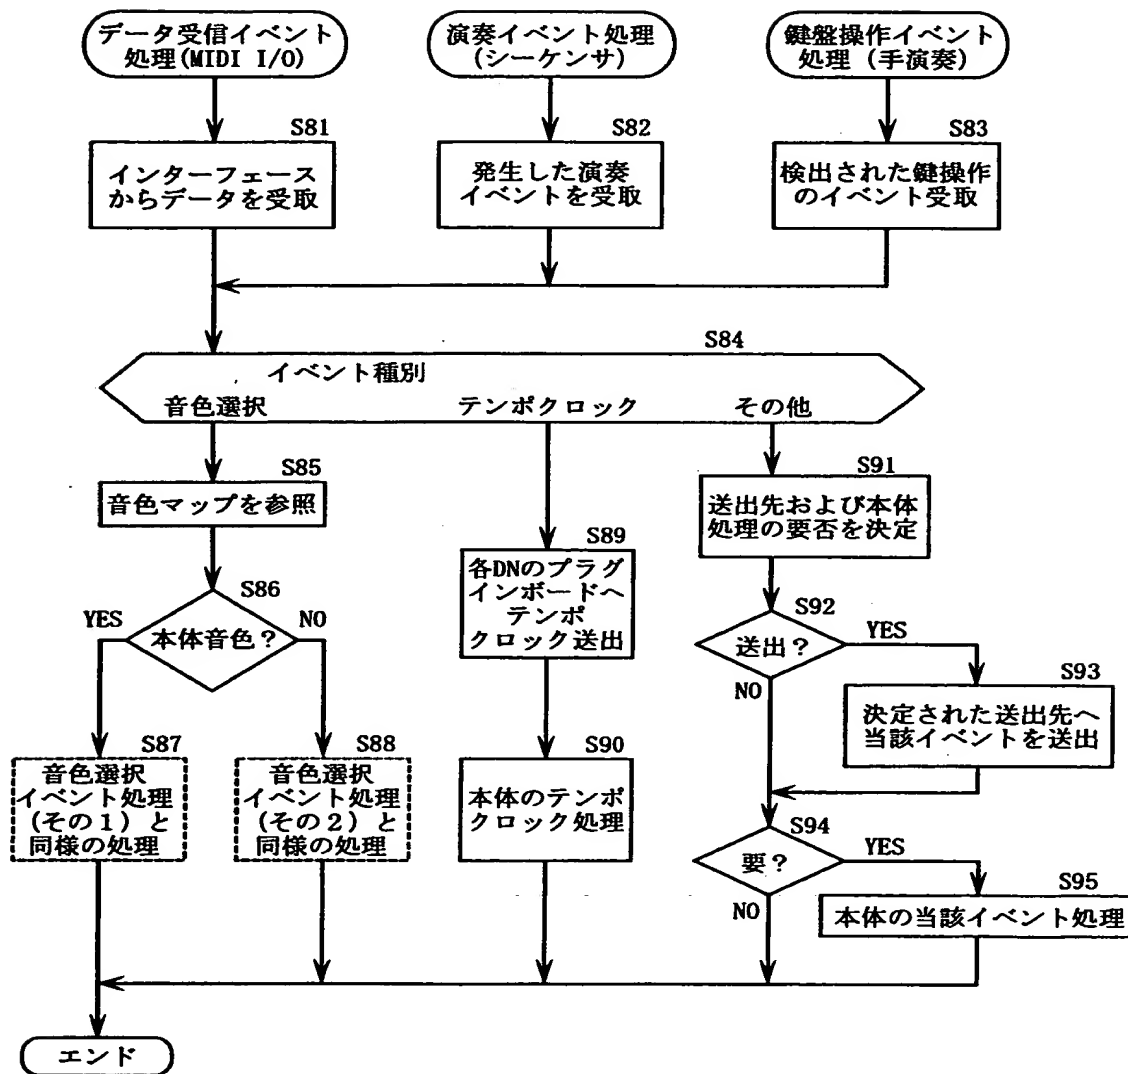 データ受信イベント
処理(MIDI I/O)
演奏イベント処理
(シーケンサ)
鍵盤操作イベント
処理(手演奏)
S81
インターフェース
からデータを受取
S82
発生した演奏
イベントを受取
S83
検出された鍵操作
のイベント受取
S84
イベント種別
音色選択
テンポクロック
その他
S85
音色マップを参照
S86
本体音色?
YES
NO
S87
音色選択
イベント処理
(その1)と
同様の処理
S88
音色選択
イベント処理
(その2)と
同様の処理
S89
各DNのプラグ
インボードへ
テンポ
クロック送出
S90
本体のテンポ
クロック処理
S91
送出先および本体
処理の要否を決定
S92
送出?
YES
NO
S93
決定された送出先へ
当該イベントを送出
S94
要?
YES
NO
S95
本体の当該イベント処理
エンド